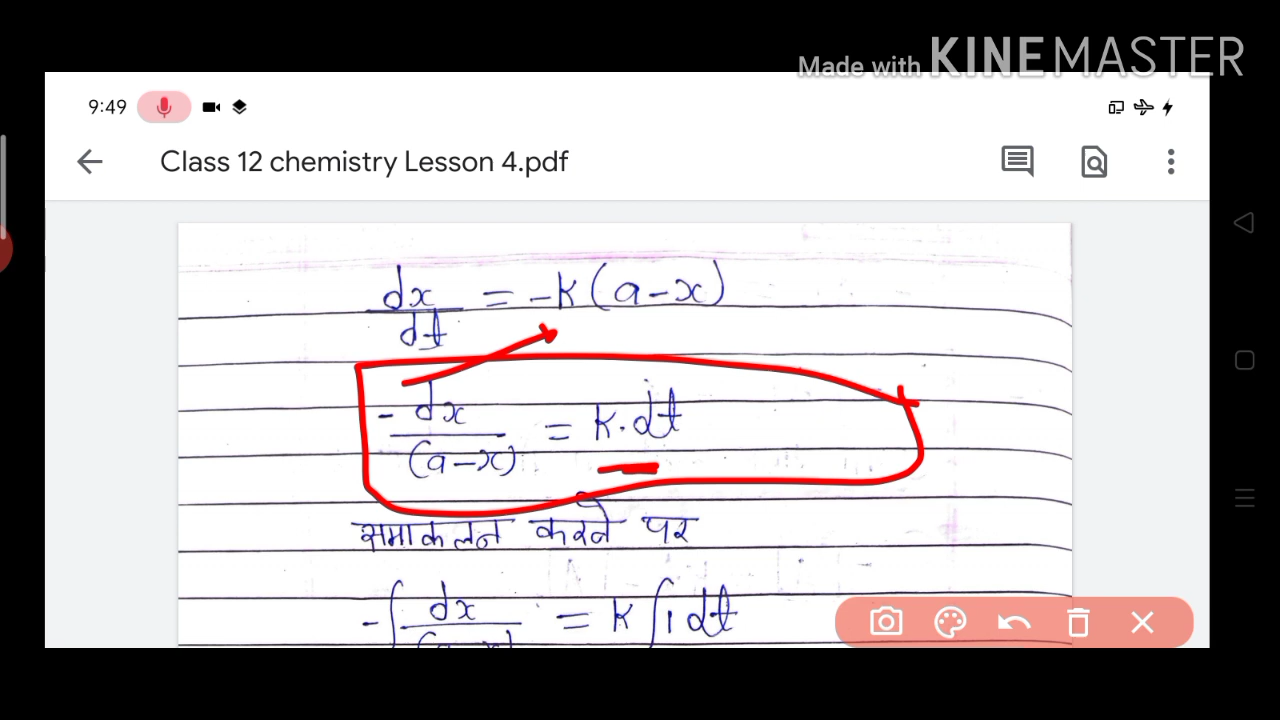 Made with KINEMASTER
9:49
Class 12 chemistry Lesson 4.pdf
dx/dt = -K(a-x)
-dx/(a-x) = K.dt
समाकलन करने पर
-∫dx/(a-x) = K∫1dt